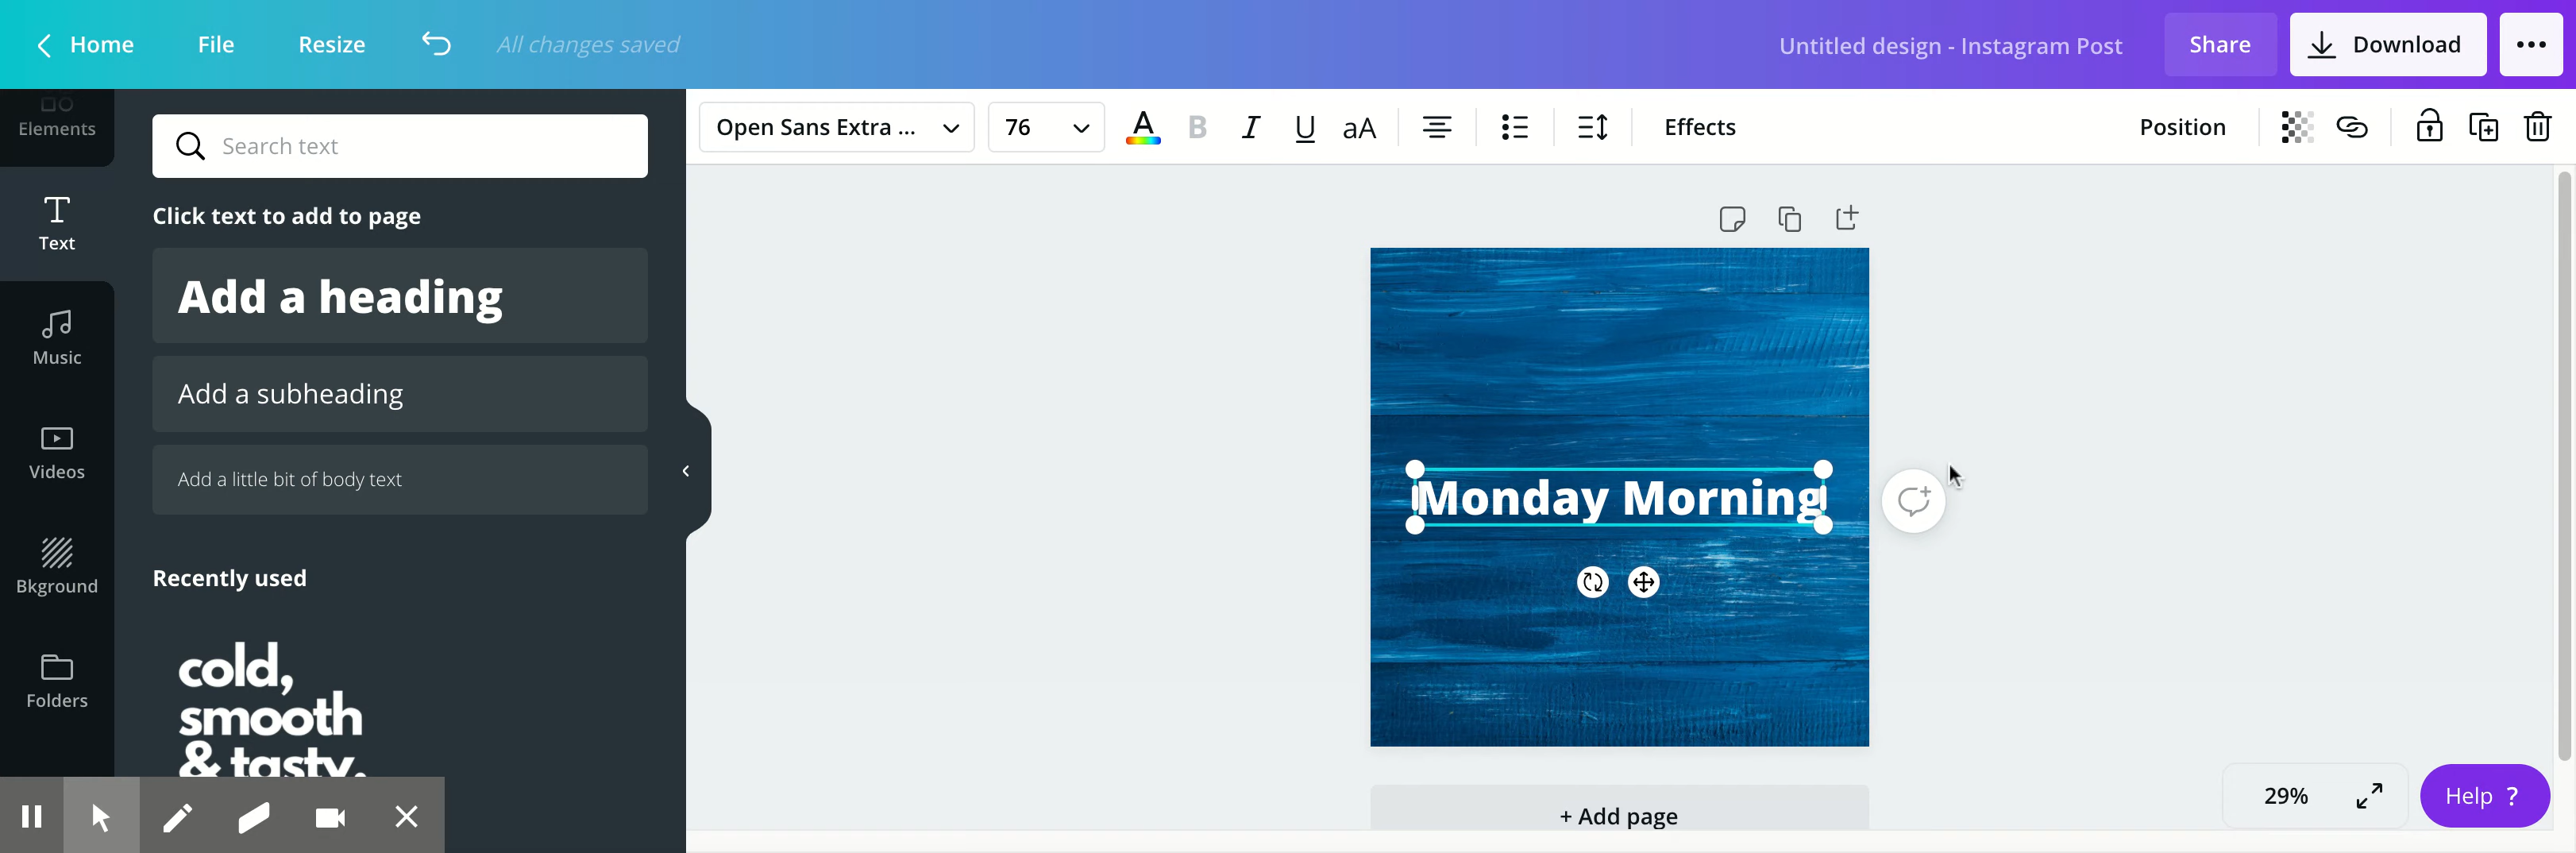 Home File Resize All changes saved Untitled design - Instagram Post Share Download
Open Sans Extra ... 76 A B I U aA Effects Position
Elements
Text
Music
Videos
Bkground
Folders
Search text
Click text to add to page
Add a heading
Add a subheading
Add a little bit of body text
Recently used
cold,
smooth
& tasty.
Monday Morning
+ Add page
29%
Help ?